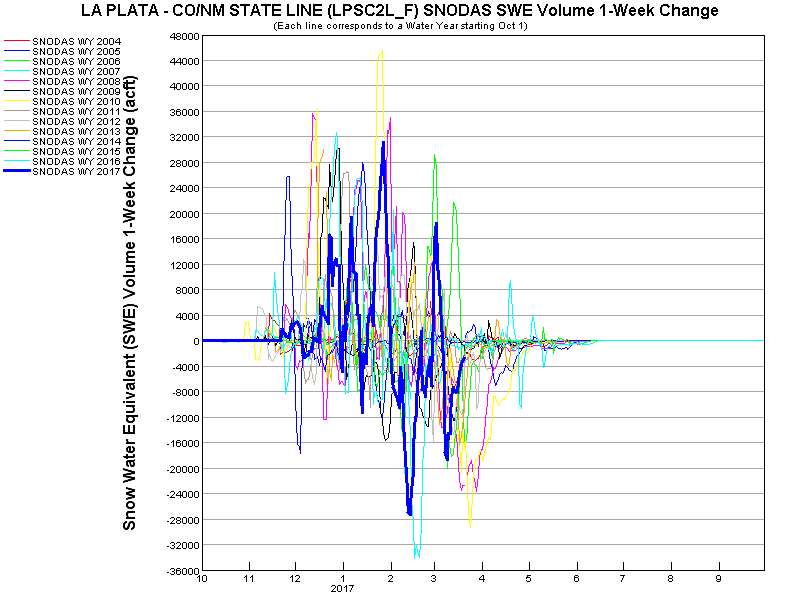 LA PLATA - CO/NM STATE LINE (LPSC2L_F) SNODAS SWE Volume 1-Week Change
(Each line corresponds to a Water Year starting Oct 1)
SNODAS WY 2004
SNODAS WY 2005
SNODAS WY 2006
SNODAS WY 2007
SNODAS WY 2008
SNODAS WY 2009
SNODAS WY 2010
SNODAS WY 2011
SNODAS WY 2012
SNODAS WY 2013
SNODAS WY 2014
SNODAS WY 2015
SNODAS WY 2016
SNODAS WY 2017
Snow Water Equivalent (SWE) Volume 1-Week Change (acft)
48000
44000
40000
36000
32000
28000
24000
20000
16000
12000
8000
4000
0
-4000
-8000
-12000
-16000
-20000
-24000
-28000
-32000
-36000
10 11 12 1 2 3 4 5 6 7 8 9
2017